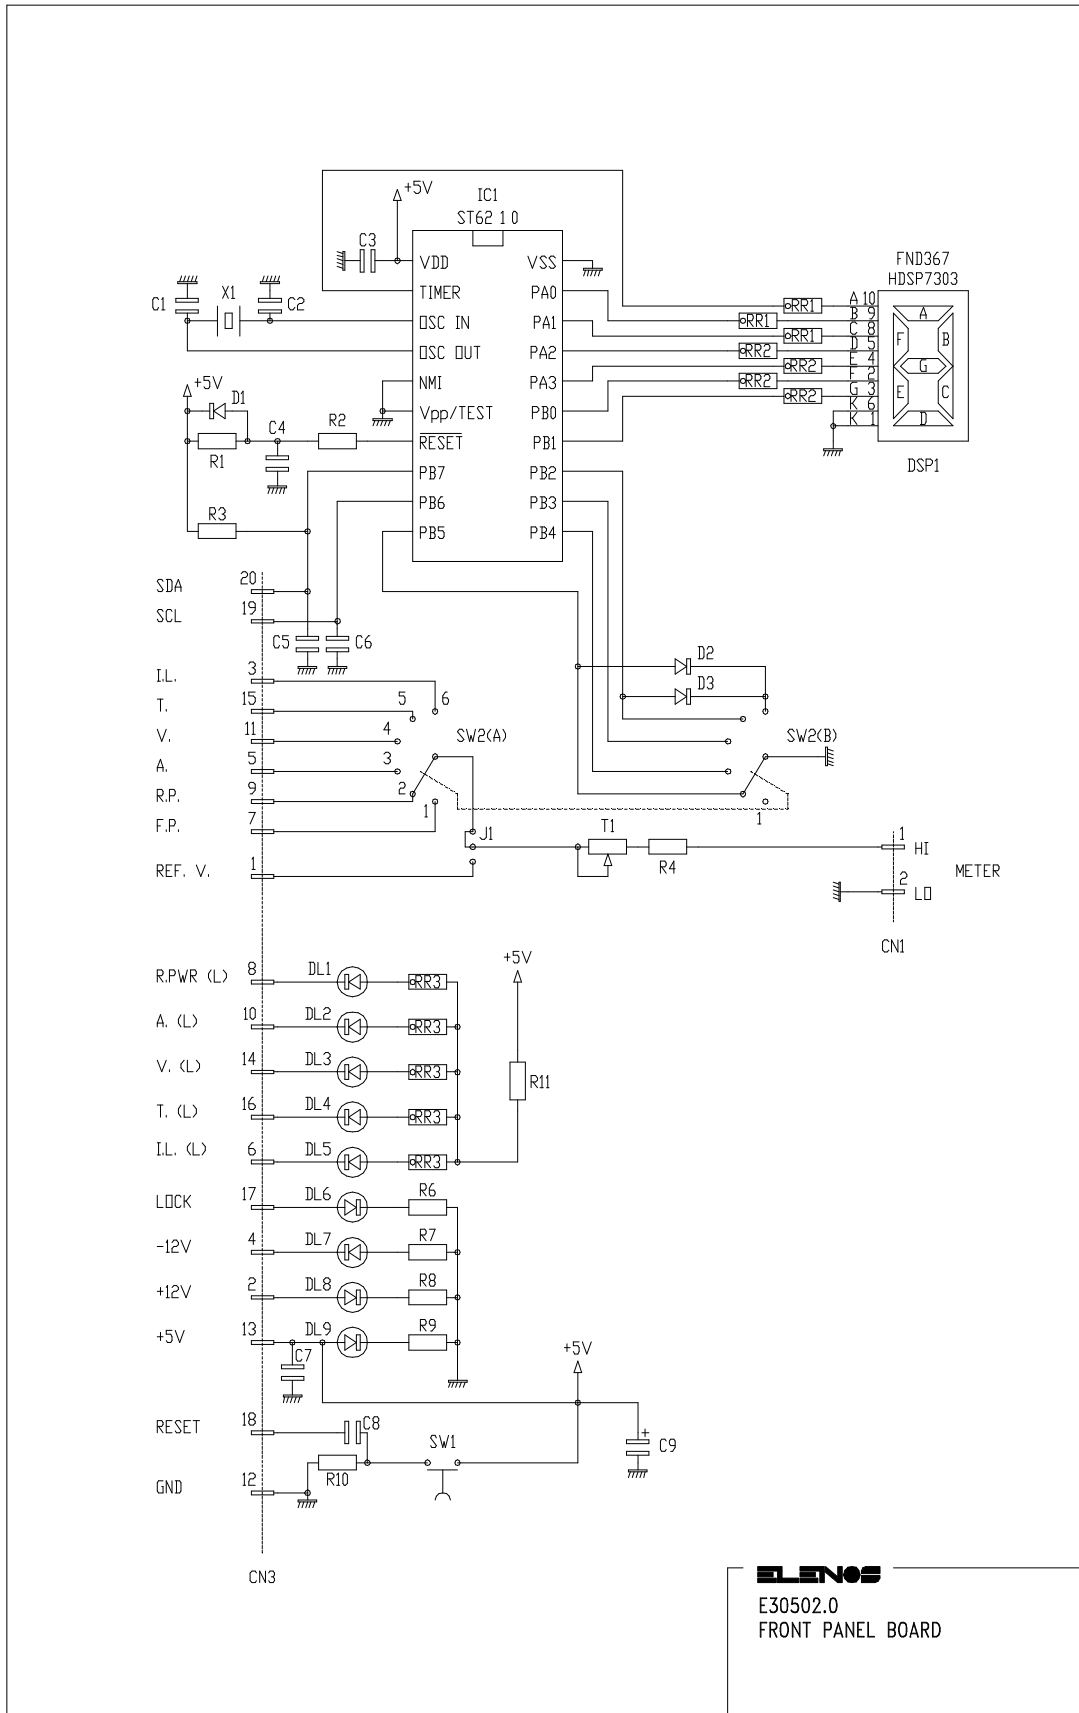 +5V
IC1
ST62 1 0
C3
VDD
VSS
TIMER
PA0
OSC IN
PA1
OSC OUT
PA2
NMI
PA3
Vpp/TEST
PB0
RESET
PB1
PB7
PB2
PB6
PB3
PB5
PB4
C1
X1
C2
+5V
D1
C4
R2
R1
R3
FND367
HDSP7303
RR1
A 10
RR1
B 9
RR1
C 8
RR2
D 5
RR2
E 4
RR2
F 2
RR2
G 3
K 6
K 1
A
F
B
G
E
C
D
DSP1
SDA 20
SCL 19
C5
C6
I.L. 3
T. 15
V. 11
A. 5
R.P. 9
F.P. 7
REF. V. 1
5
6
4
3
2
1
SW2(A)
D2
D3
SW2(B)
1
J1
T1
R4
1
HI
2
LO
METER
CN1
R.PWR (L) 8 DL1 RR3
A. (L) 10 DL2 RR3
V. (L) 14 DL3 RR3
T. (L) 16 DL4 RR3
I.L. (L) 6 DL5 RR3
+5V
R11
LOCK 17 DL6 R6
-12V 4 DL7 R7
+12V 2 DL8 R8
+5V 13 DL9 R9
C7
+5V
RESET 18 C8
SW1
+
C9
R10
GND 12
CN3
ELENOS
E30502.0
FRONT PANEL BOARD